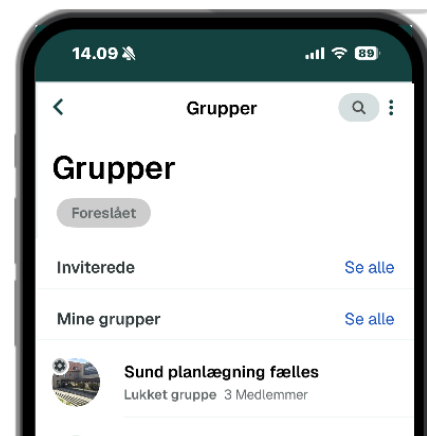 14.09
89
Grupper
Grupper
Foreslået
Inviterede Se alle
Mine grupper Se alle
Sund planlægning fælles
Lukket gruppe 3 Medlemmer